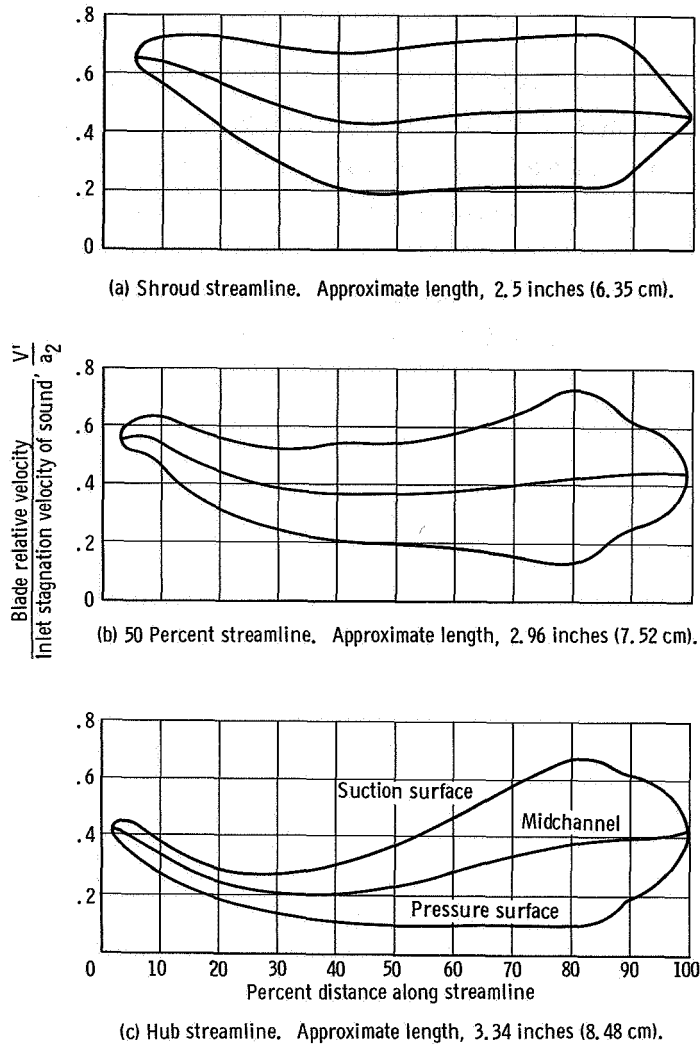 .8
.6
.4
.2
0
(a) Shroud streamline. Approximate length, 2.5 inches (6.35 cm).
Blade relative velocity
Inlet stagnation velocity of sound, V'
a2
.8
.6
.4
.2
0
(b) 50 Percent streamline. Approximate length, 2.96 inches (7.52 cm).
.8
.6
.4
.2
0 10 20 30 40 50 60 70 80 90 100
Suction surface
Midchannel
Pressure surface
Percent distance along streamline
(c) Hub streamline. Approximate length, 3.34 inches (8.48 cm).